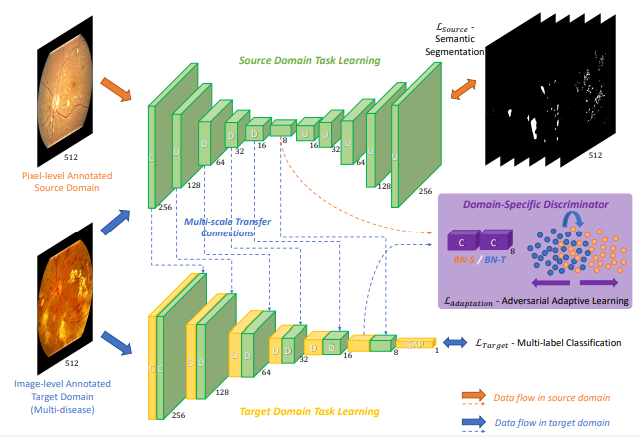 ℒSource -
Semantic
Segmentation
Source Domain Task Learning
512
Pixel-level Annotated
Source Domain
C
D
D
D
D
U
U
U
U
U
256
128
64
32
16
8
16
32
64
128
256
512
Multi-scale Transfer
Connections
Domain-Specific Discriminator
C
C
8
BN-S / BN-T
ℒAdaptation - Adversarial Adaptive Learning
512
Image-level Annotated
Target Domain
(Multi-disease)
C
C
D
D
D
D
D
D
D
GAP
256
128
64
32
16
8
1
ℒTarget - Multi-label Classification
Target Domain Task Learning
Data flow in source domain
Data flow in target domain